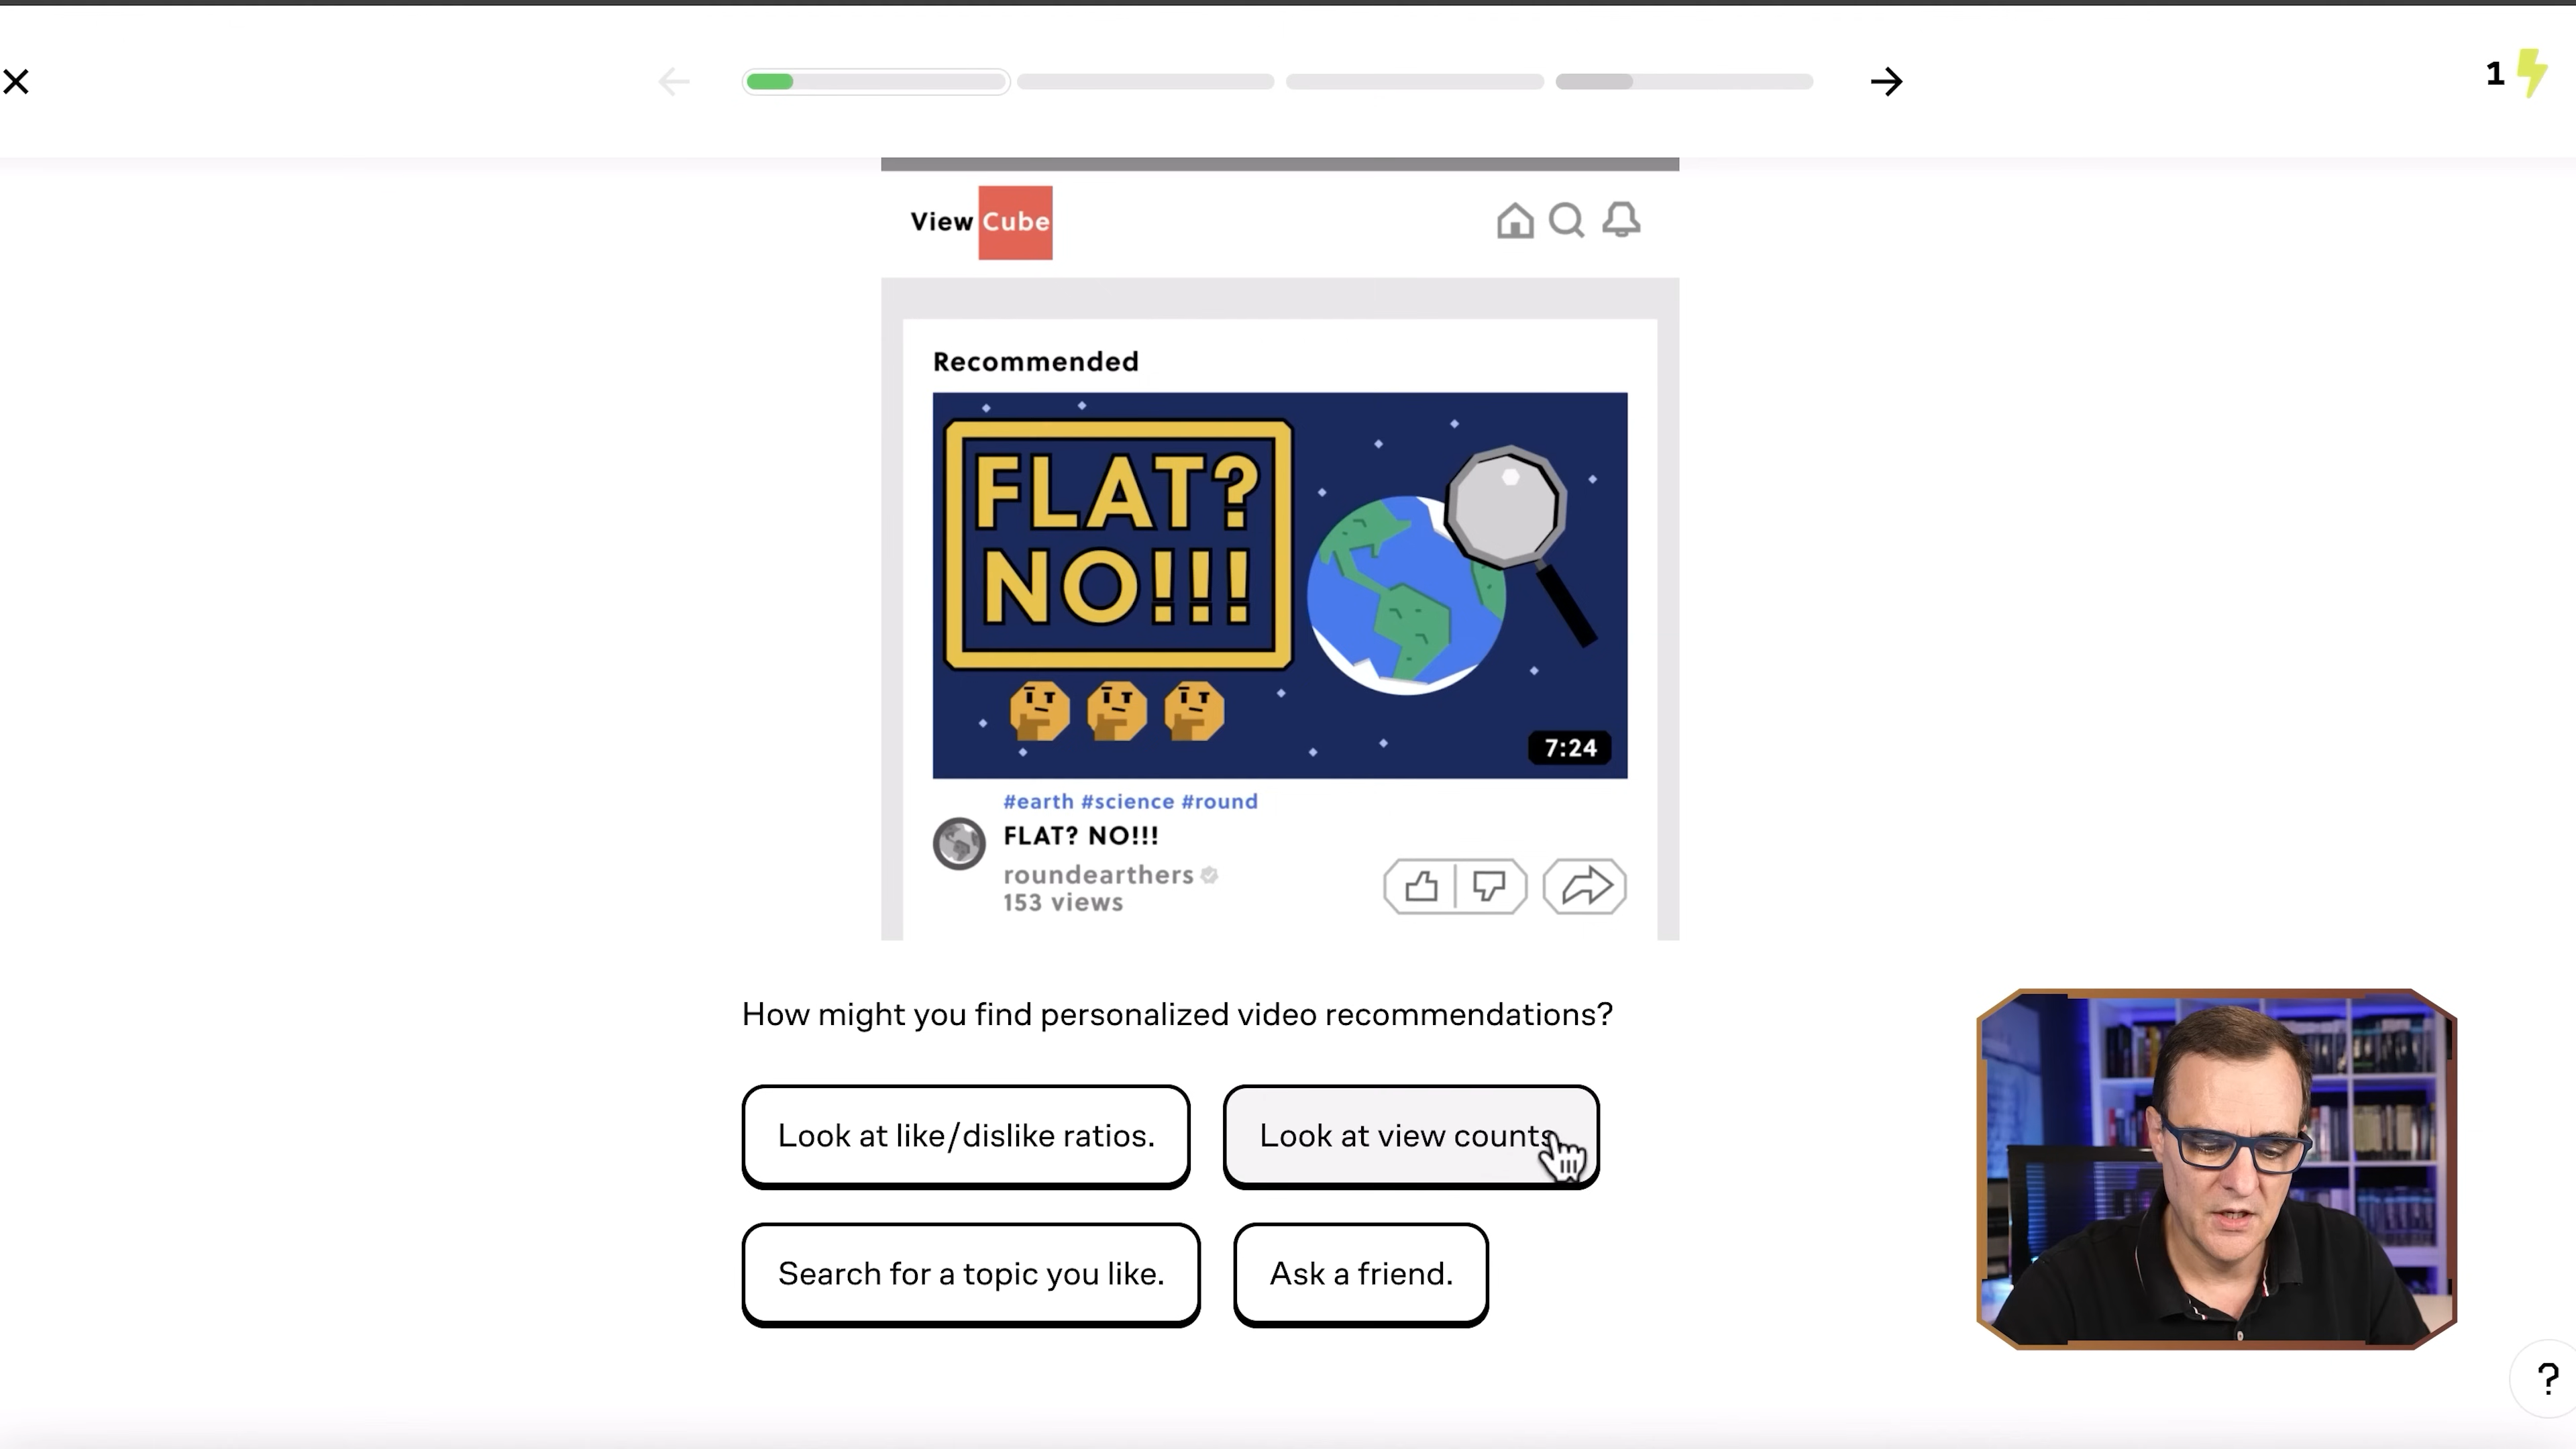 1
View Cube
Recommended
FLAT?
NO!!!
7:24
#earth #science #round
FLAT? NO!!!
roundearthers
153 views
How might you find personalized video recommendations?
Look at like/dislike ratios.
Look at view counts
Search for a topic you like.
Ask a friend.
?